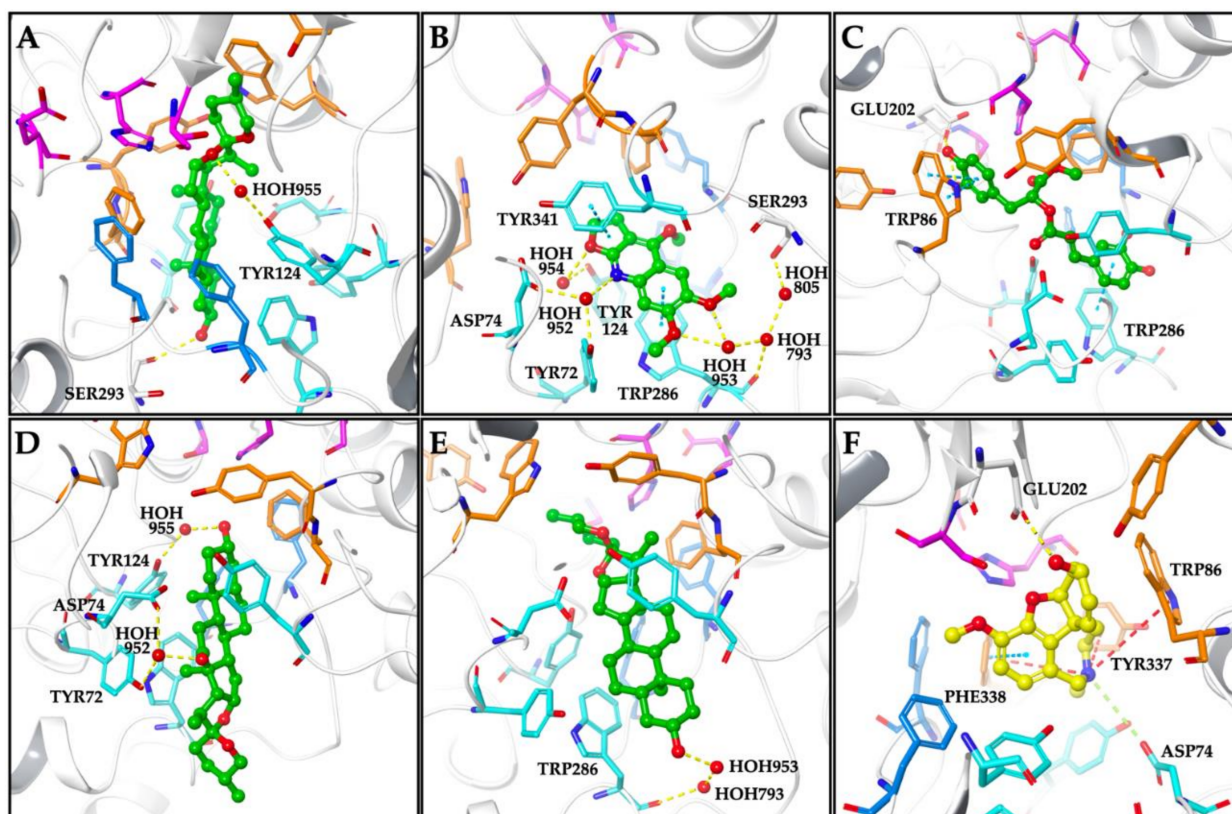 A
HOH955
TYR124
SER293
B
TYR341
SER293
HOH
954
HOH
805
ASP74
HOH
952
TYR
124
HOH
793
TYR72
TRP286
HOH
953
C
GLU202
TRP86
TRP286
D
HOH
955
TYR124
ASP74
HOH
952
TYR72
E
TRP286
HOH953
HOH793
F
GLU202
TRP86
TYR337
PHE338
ASP74